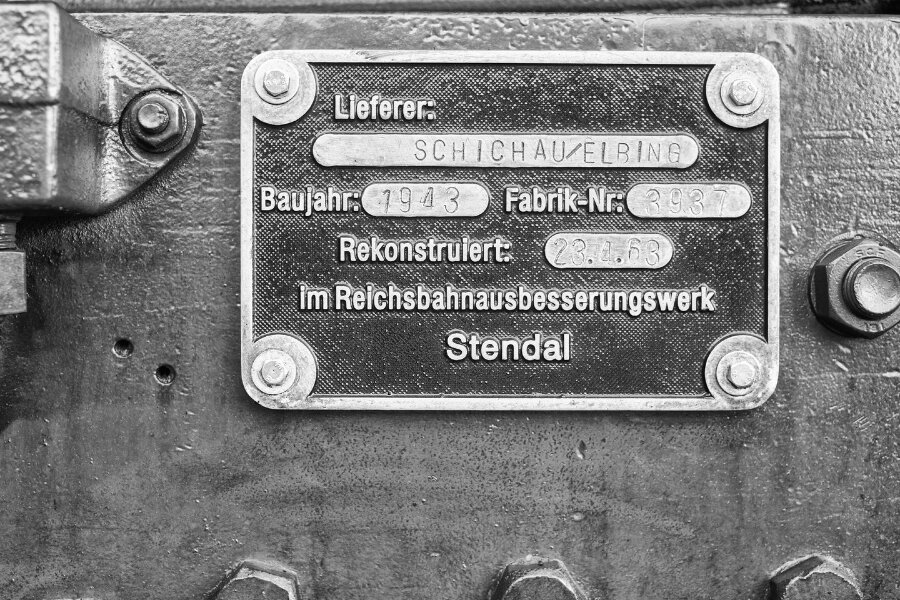 Lieferer:
SCHICHAU/ELBING
Baujahr: 1943 Fabrik-Nr: 3937
Rekonstruiert: 23.4.63
im Reichsbahnausbesserungswerk
Stendal